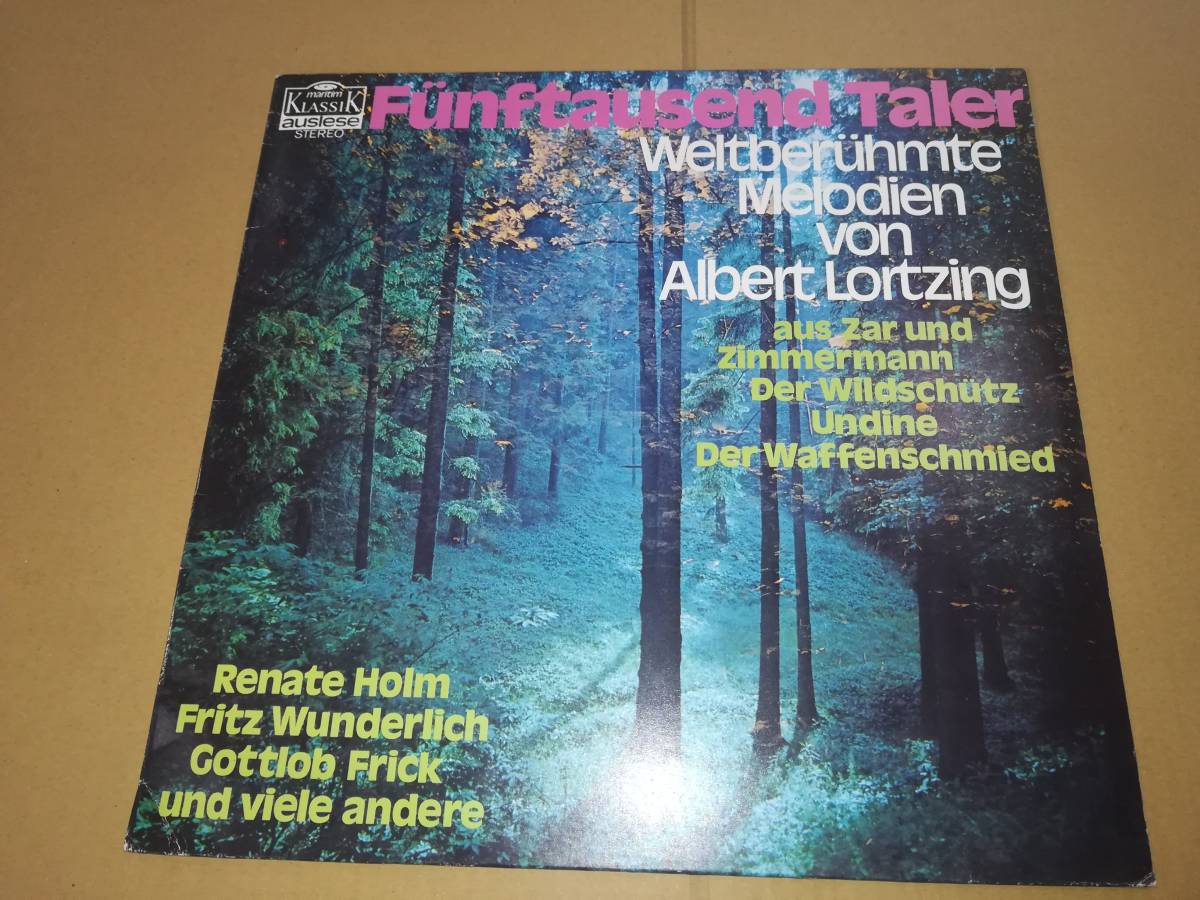 maritim
KLASSIK
auslese
STEREO
Fünftausend Taler
Weltberühmte
Melodien
von
Albert Lortzing
aus Zar und
Zimmermann
Der Wildschütz
Undine
Der Waffenschmied
Renate Holm
Fritz Wunderlich
Gottlob Frick
und viele andere